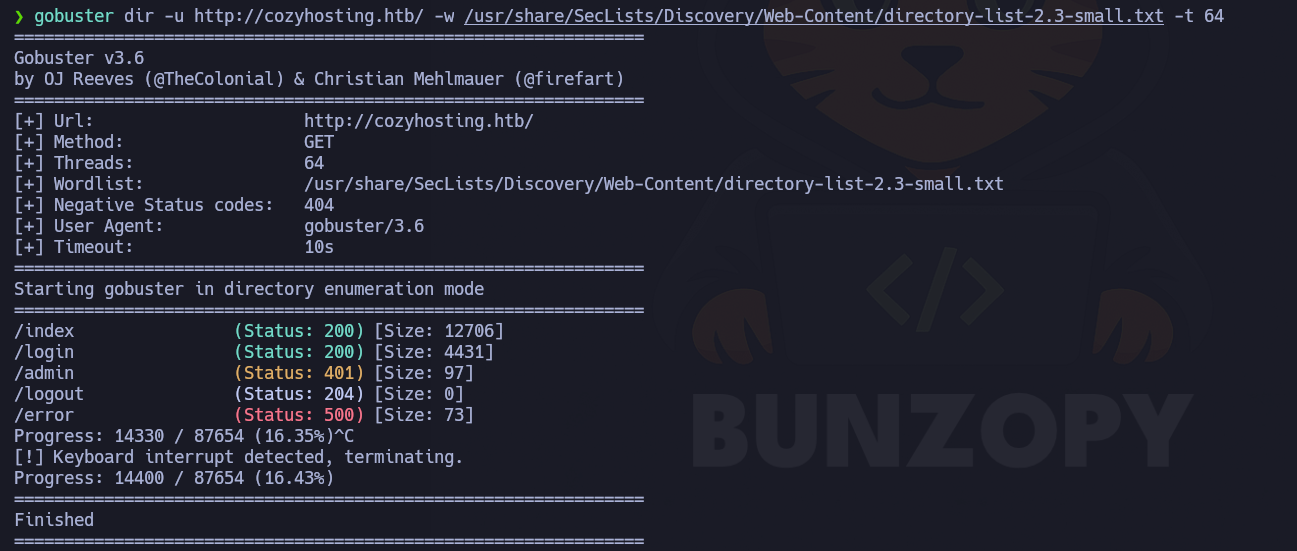 ❯ gobuster dir -u http://cozyhosting.htb/ -w /usr/share/SecLists/Discovery/Web-Content/directory-list-2.3-small.txt -t 64
===============================================================
Gobuster v3.6
by OJ Reeves (@TheColonial) & Christian Mehlmauer (@firefart)
===============================================================
[+] Url:                     http://cozyhosting.htb/
[+] Method:                  GET
[+] Threads:                 64
[+] Wordlist:                /usr/share/SecLists/Discovery/Web-Content/directory-list-2.3-small.txt
[+] Negative Status codes:   404
[+] User Agent:              gobuster/3.6
[+] Timeout:                 10s
===============================================================
Starting gobuster in directory enumeration mode
===============================================================
/index                (Status: 200) [Size: 12706]
/login                (Status: 200) [Size: 4431]
/admin                (Status: 401) [Size: 97]
/logout               (Status: 204) [Size: 0]
/error                (Status: 500) [Size: 73]
Progress: 14330 / 87654 (16.35%)^C
[!] Keyboard interrupt detected, terminating.
Progress: 14400 / 87654 (16.43%)
===============================================================
Finished
===============================================================
</>
BUNZOPY